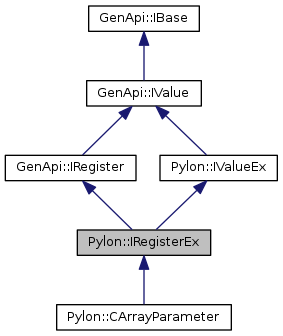 GenApi::IBase
GenApi::IValue
GenApi::IRegister
Pylon::IValueEx
Pylon::IRegisterEx
Pylon::CArrayParameter